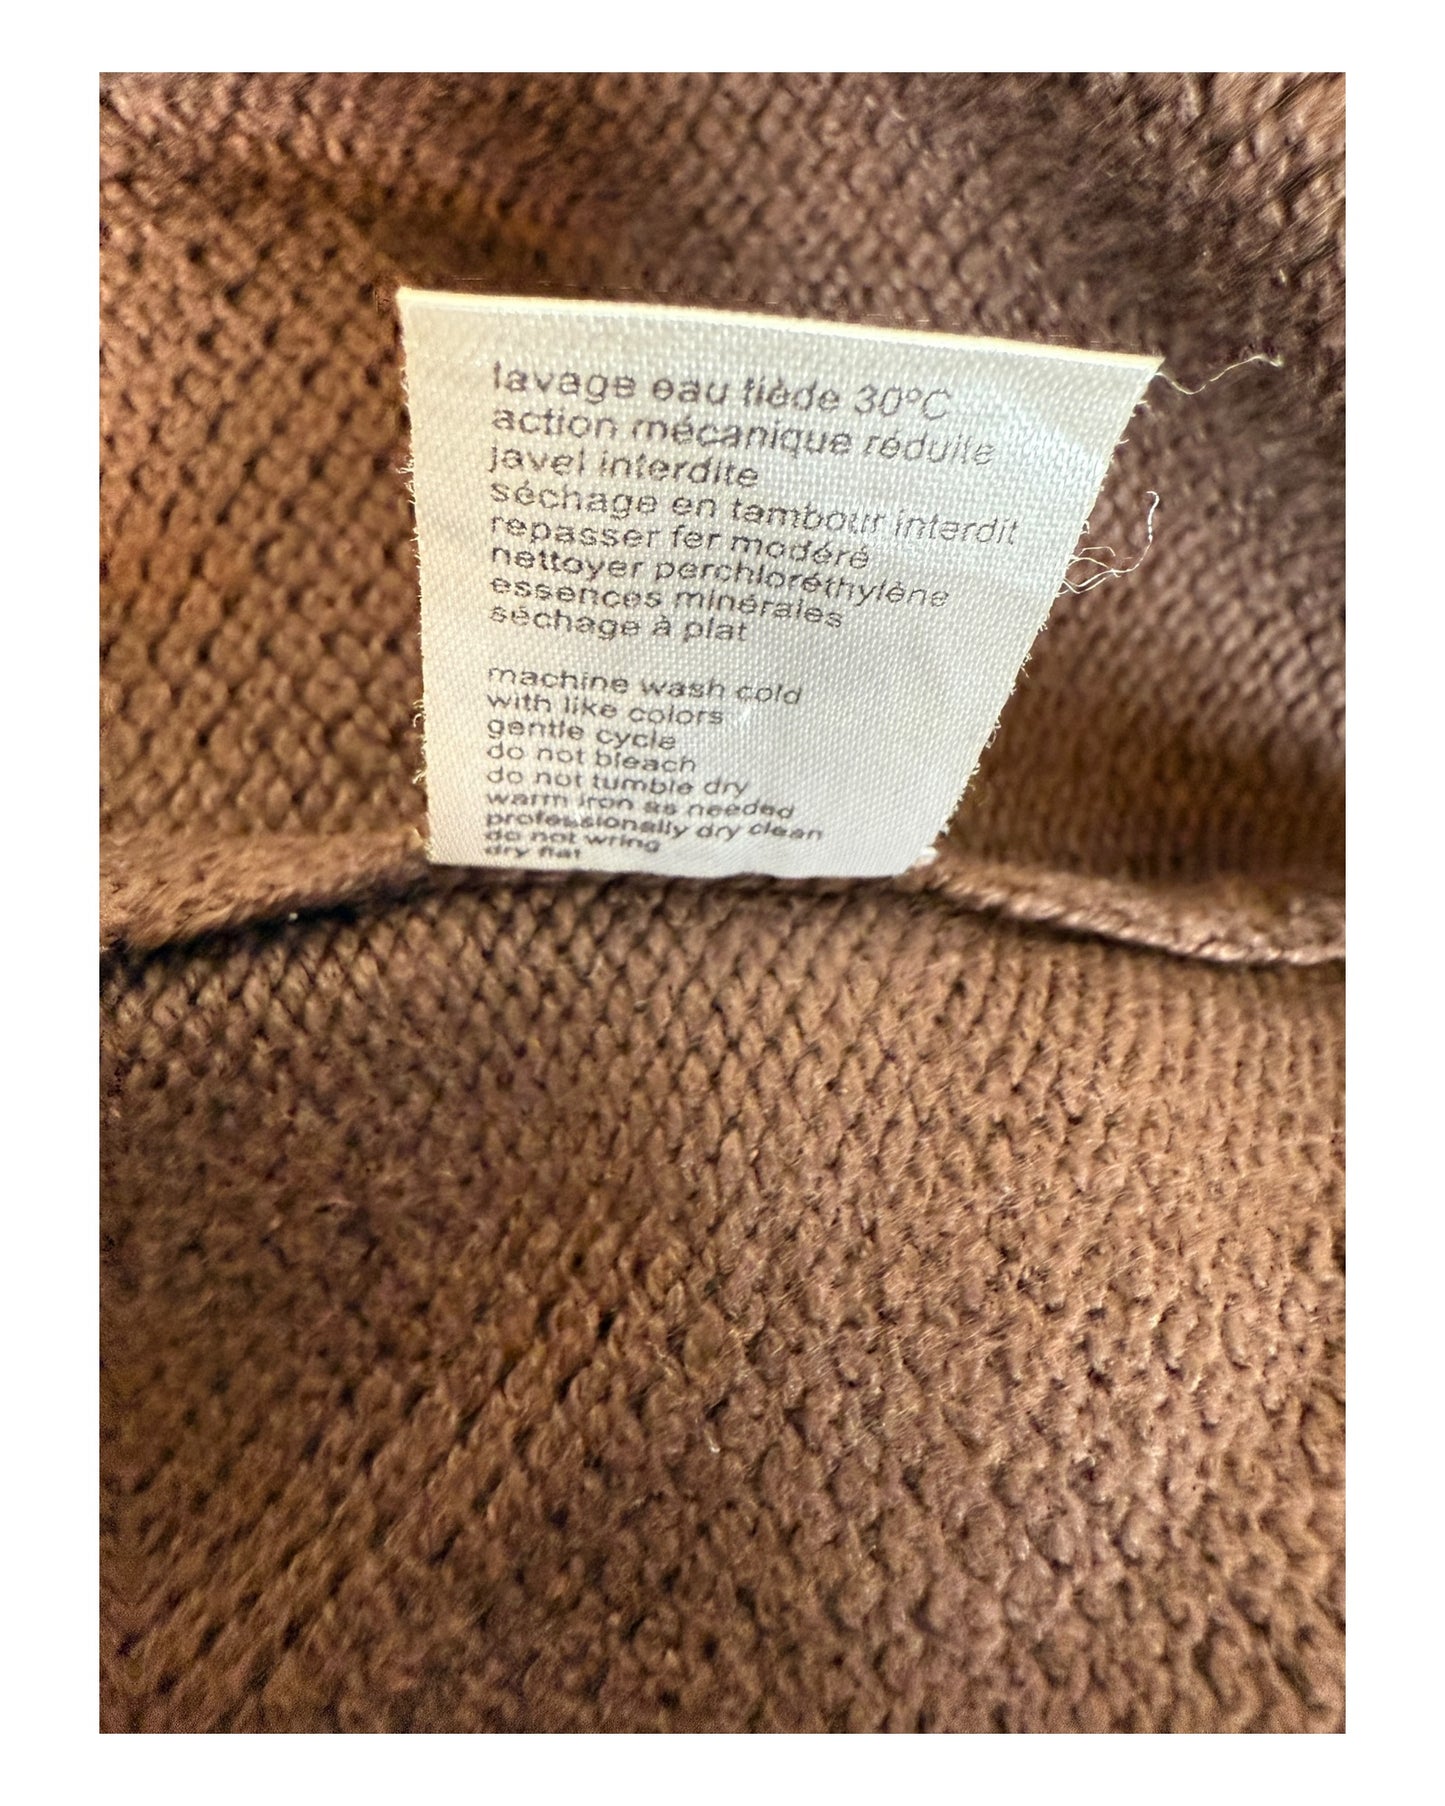 lavage eau tiède 30°C
action mécanique réduite
javel interdite
séchage en tambour interdit
repasser fer modéré
nettoyer perchloréthylène
essences minérales
séchage à plat
machine wash cold
with like colors
gentle cycle
do not bleach
do not tumble dry
warm iron as needed
professionally dry clean
do not wring
dry flat